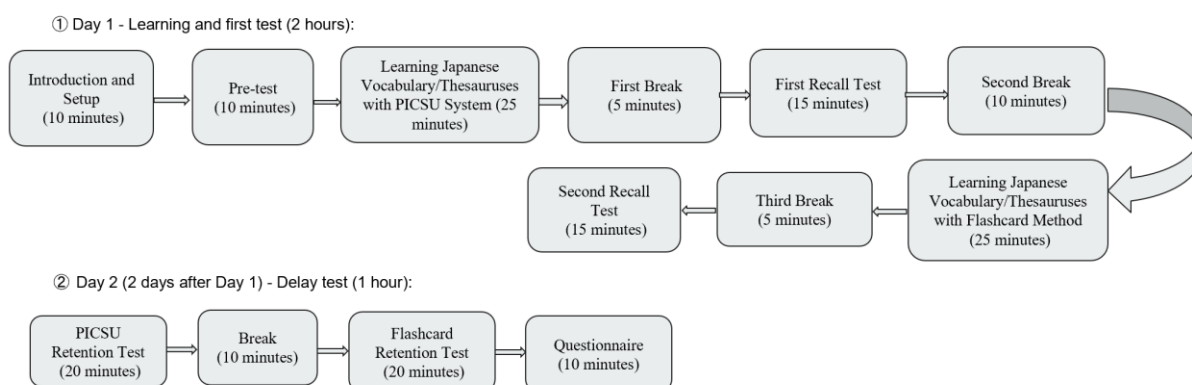 ① Day 1 - Learning and first test (2 hours):
Introduction and
Setup
(10 minutes)
Pre-test
(10 minutes)
Learning Japanese
Vocabulary/Thesauruses
with PICSU System (25
minutes)
First Break
(5 minutes)
First Recall Test
(15 minutes)
Second Break
(10 minutes)
Learning Japanese
Vocabulary/Thesauruses
with Flashcard Method
(25 minutes)
Third Break
(5 minutes)
Second Recall
Test
(15 minutes)
② Day 2 (2 days after Day 1) - Delay test (1 hour):
PICSU
Retention Test
(20 minutes)
Break
(10 minutes)
Flashcard
Retention Test
(20 minutes)
Questionnaire
(10 minutes)